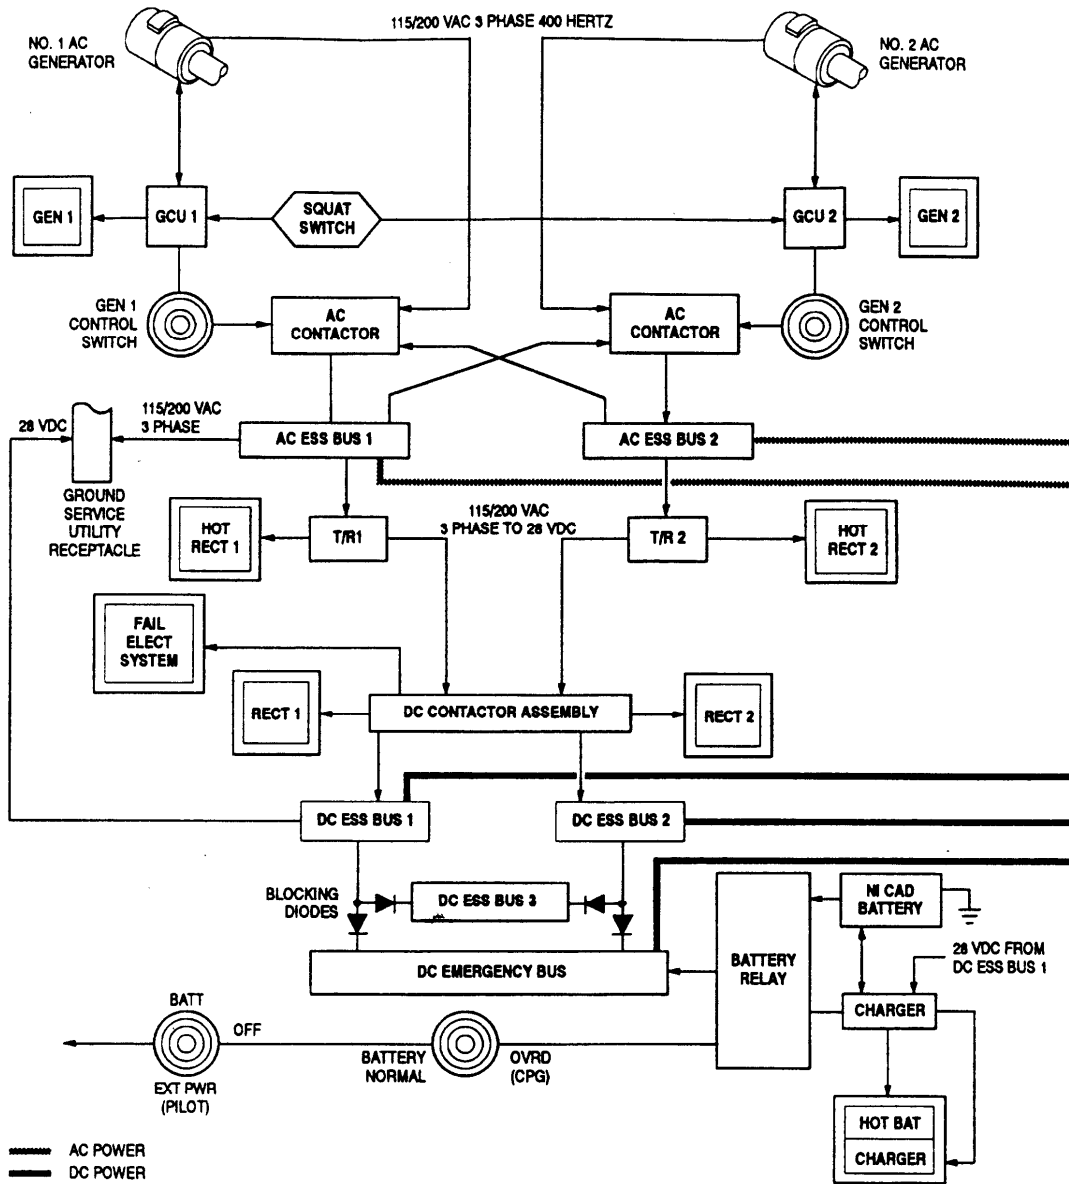 115/200 VAC 3 PHASE 400 HERTZ
NO. 1 AC
GENERATOR
NO. 2 AC
GENERATOR
GEN 1
GCU 1
SQUAT
SWITCH
GCU 2
GEN 2
GEN 1
CONTROL
SWITCH
AC
CONTACTOR
AC
CONTACTOR
GEN 2
CONTROL
SWITCH
28 VDC
115/200 VAC
3 PHASE
AC ESS BUS 1
AC ESS BUS 2
GROUND
SERVICE
UTILITY
RECEPTACLE
HOT
RECT 1
T/R1
115/200 VAC
3 PHASE TO 28 VDC
T/R 2
HOT
RECT 2
FAIL
ELECT
SYSTEM
RECT 1
DC CONTACTOR ASSEMBLY
RECT 2
DC ESS BUS 1
DC ESS BUS 2
BLOCKING
DIODES
DC ESS BUS 3
DC EMERGENCY BUS
BATTERY
RELAY
NI CAD
BATTERY
28 VDC FROM
DC ESS BUS 1
CHARGER
BATT
OFF
EXT PWR
(PILOT)
BATTERY
NORMAL
OVRD
(CPG)
HOT BAT
CHARGER
AC POWER
DC POWER